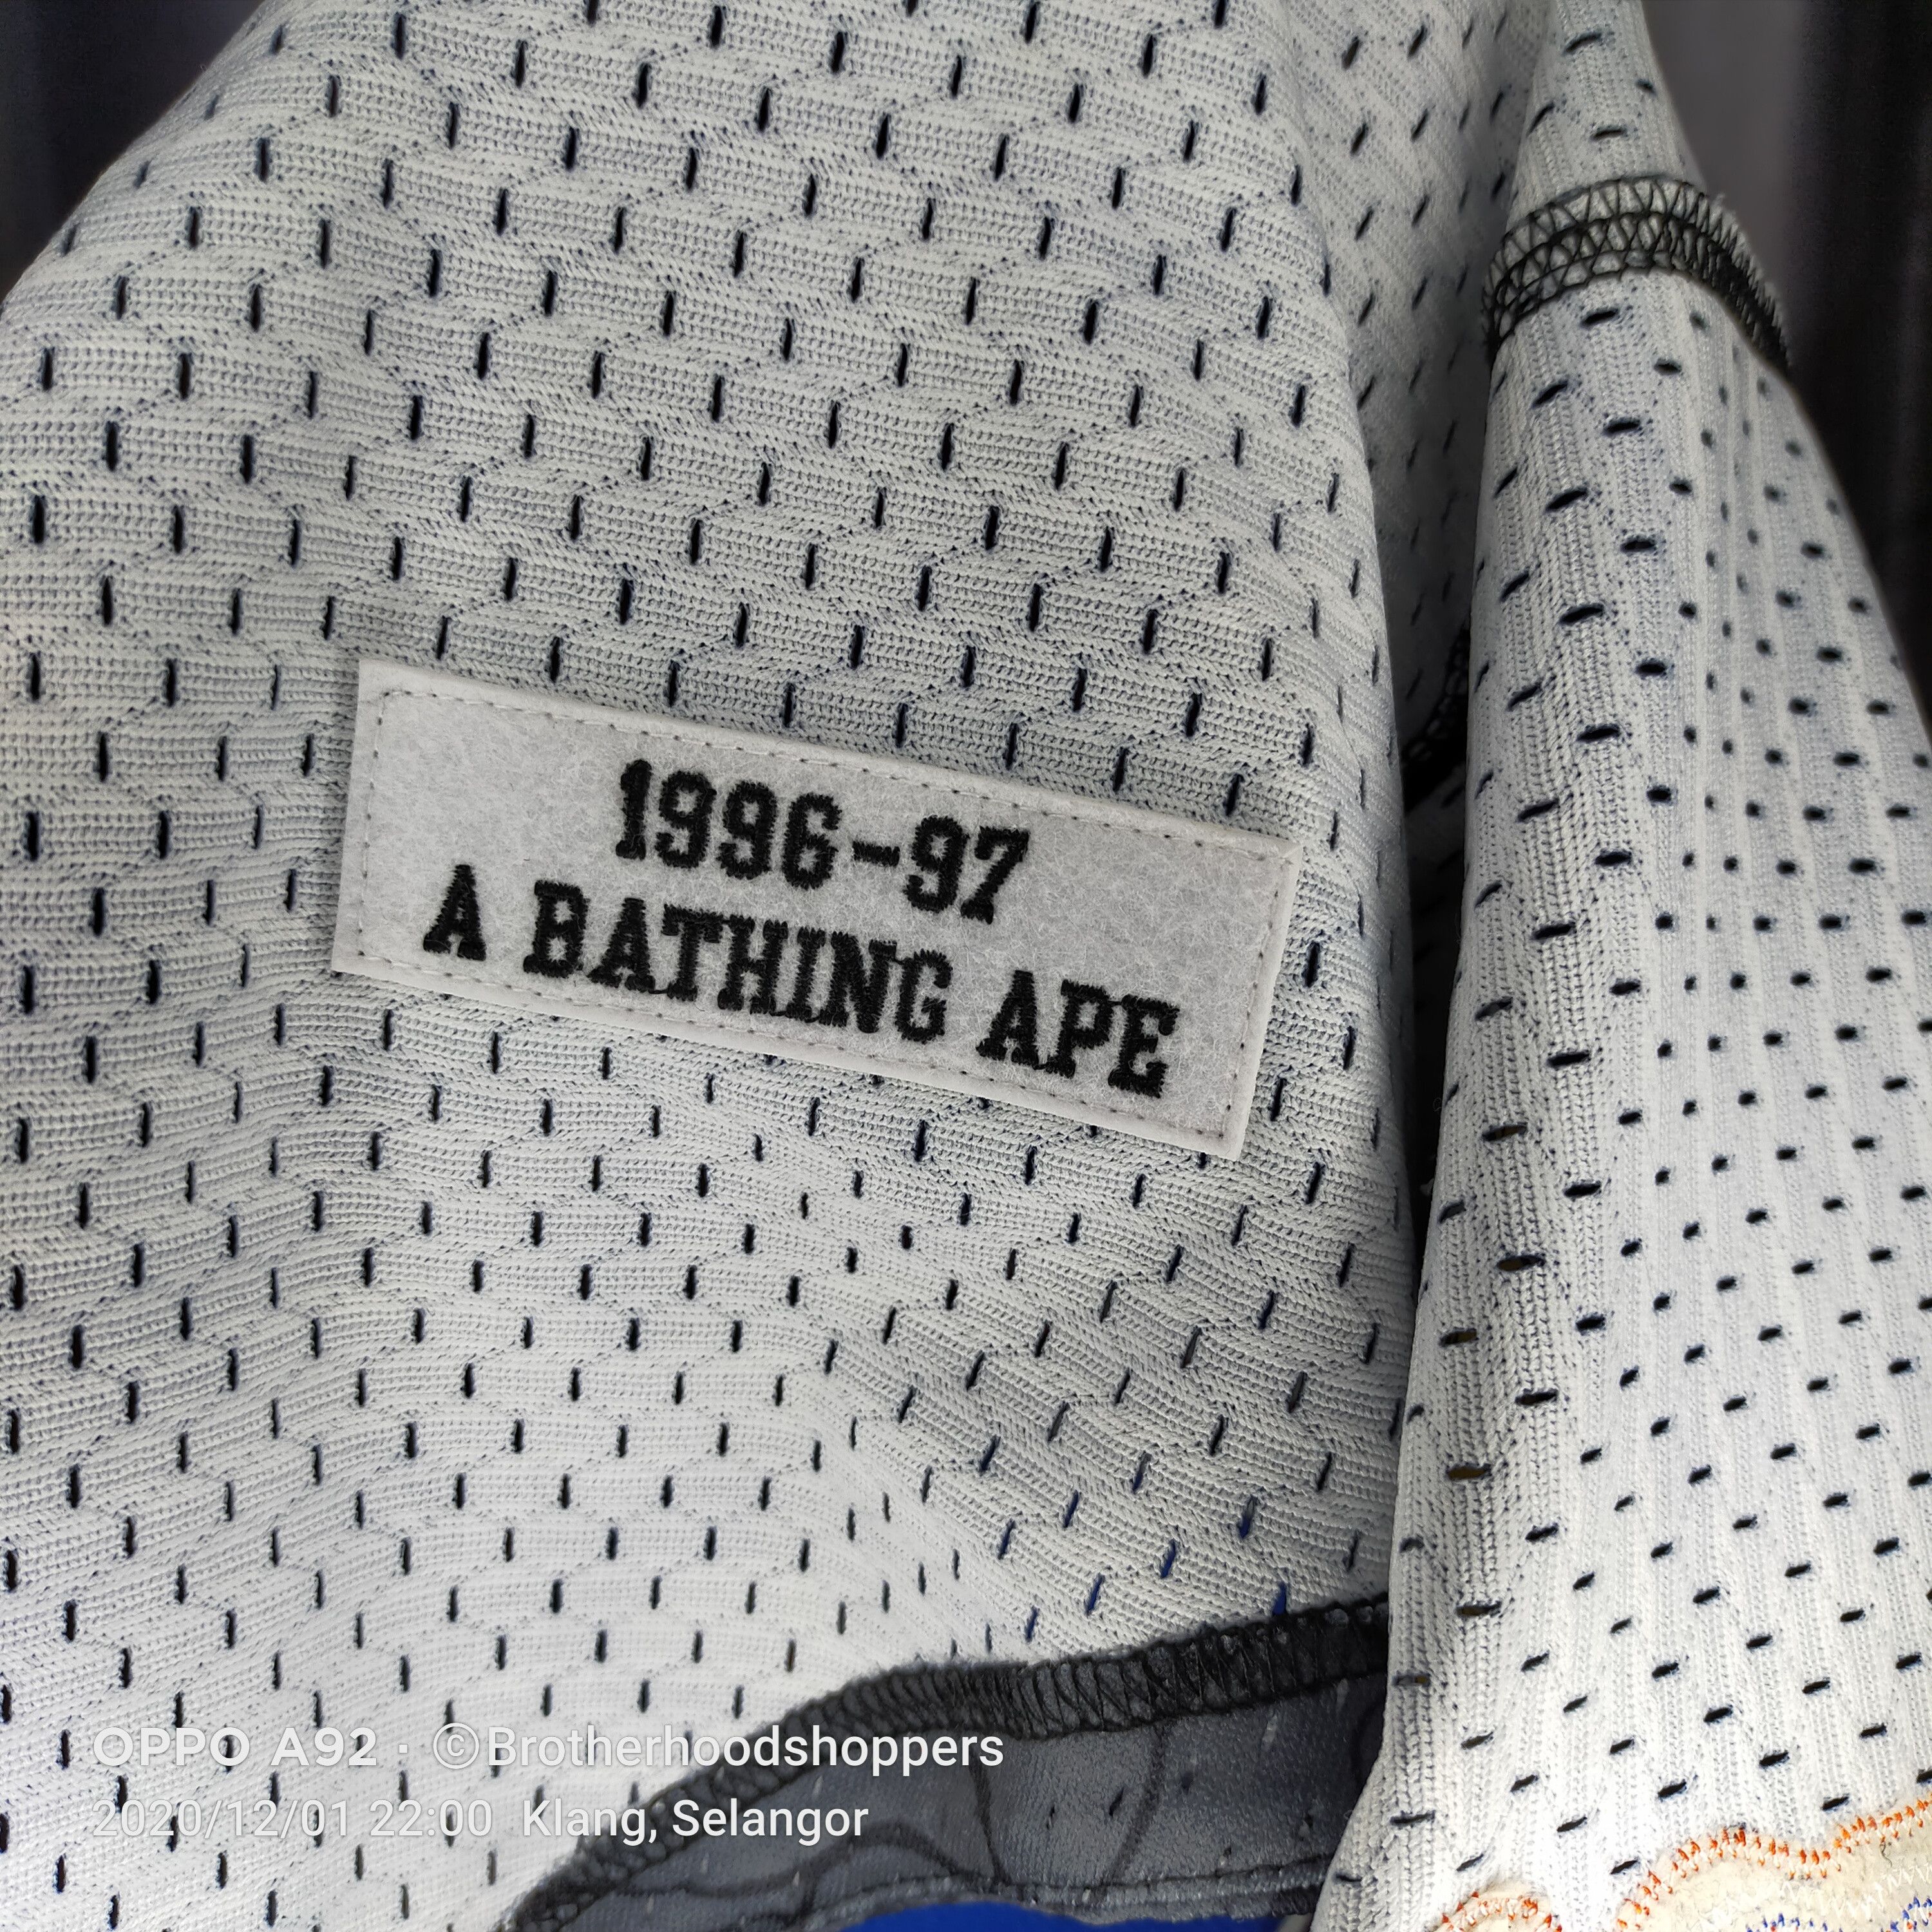 1996-97
A BATHING APE
OPPO A92 · ©Brotherhoodshoppers
2020/12/01 22:00 Klang, Selangor